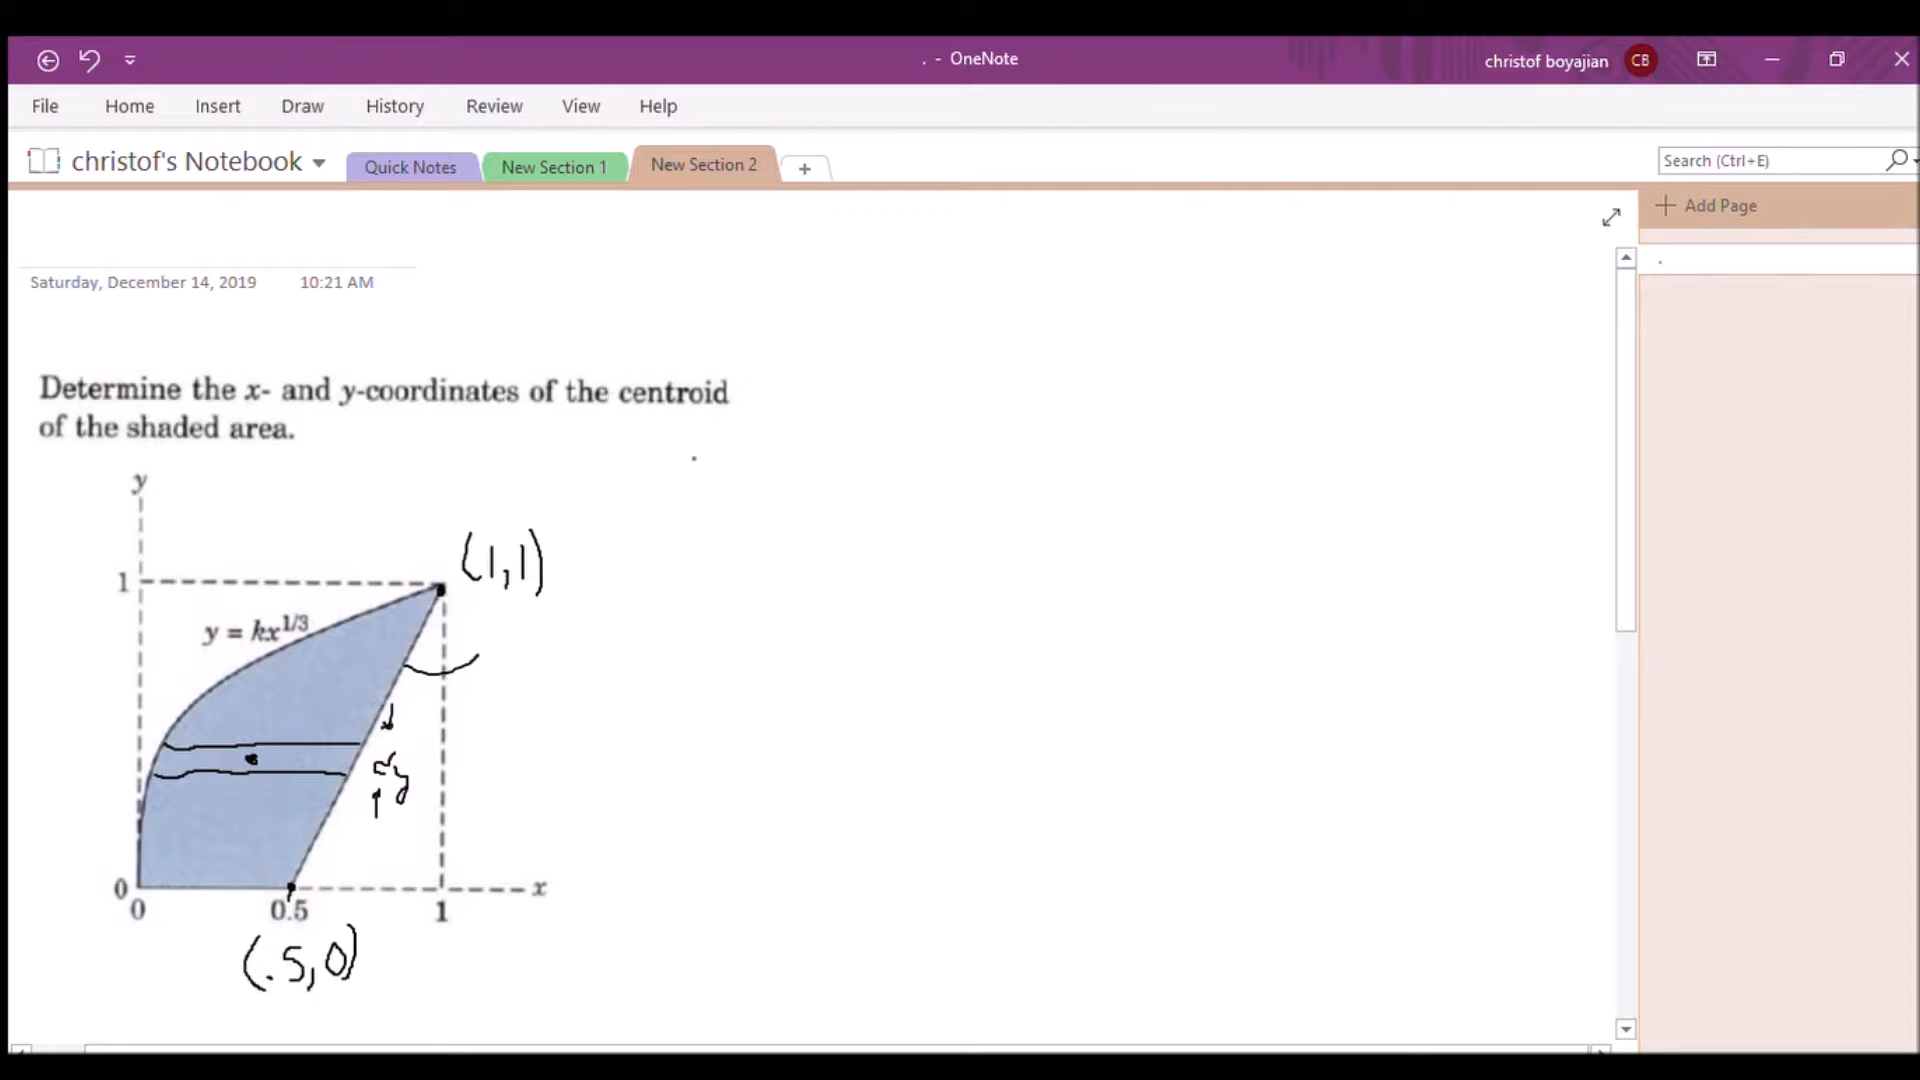 . - OneNote
christof boyajian CB
File Home Insert Draw History Review View Help
christof's Notebook Quick Notes New Section 1 New Section 2 +
Search (Ctrl+E)
+ Add Page
.
Saturday, December 14, 2019 10:21 AM
Determine the x- and y-coordinates of the centroid
of the shaded area.
y
(1,1)
1
y = kx^1/3
dy
0 x
0 0.5 1
(.5,0)